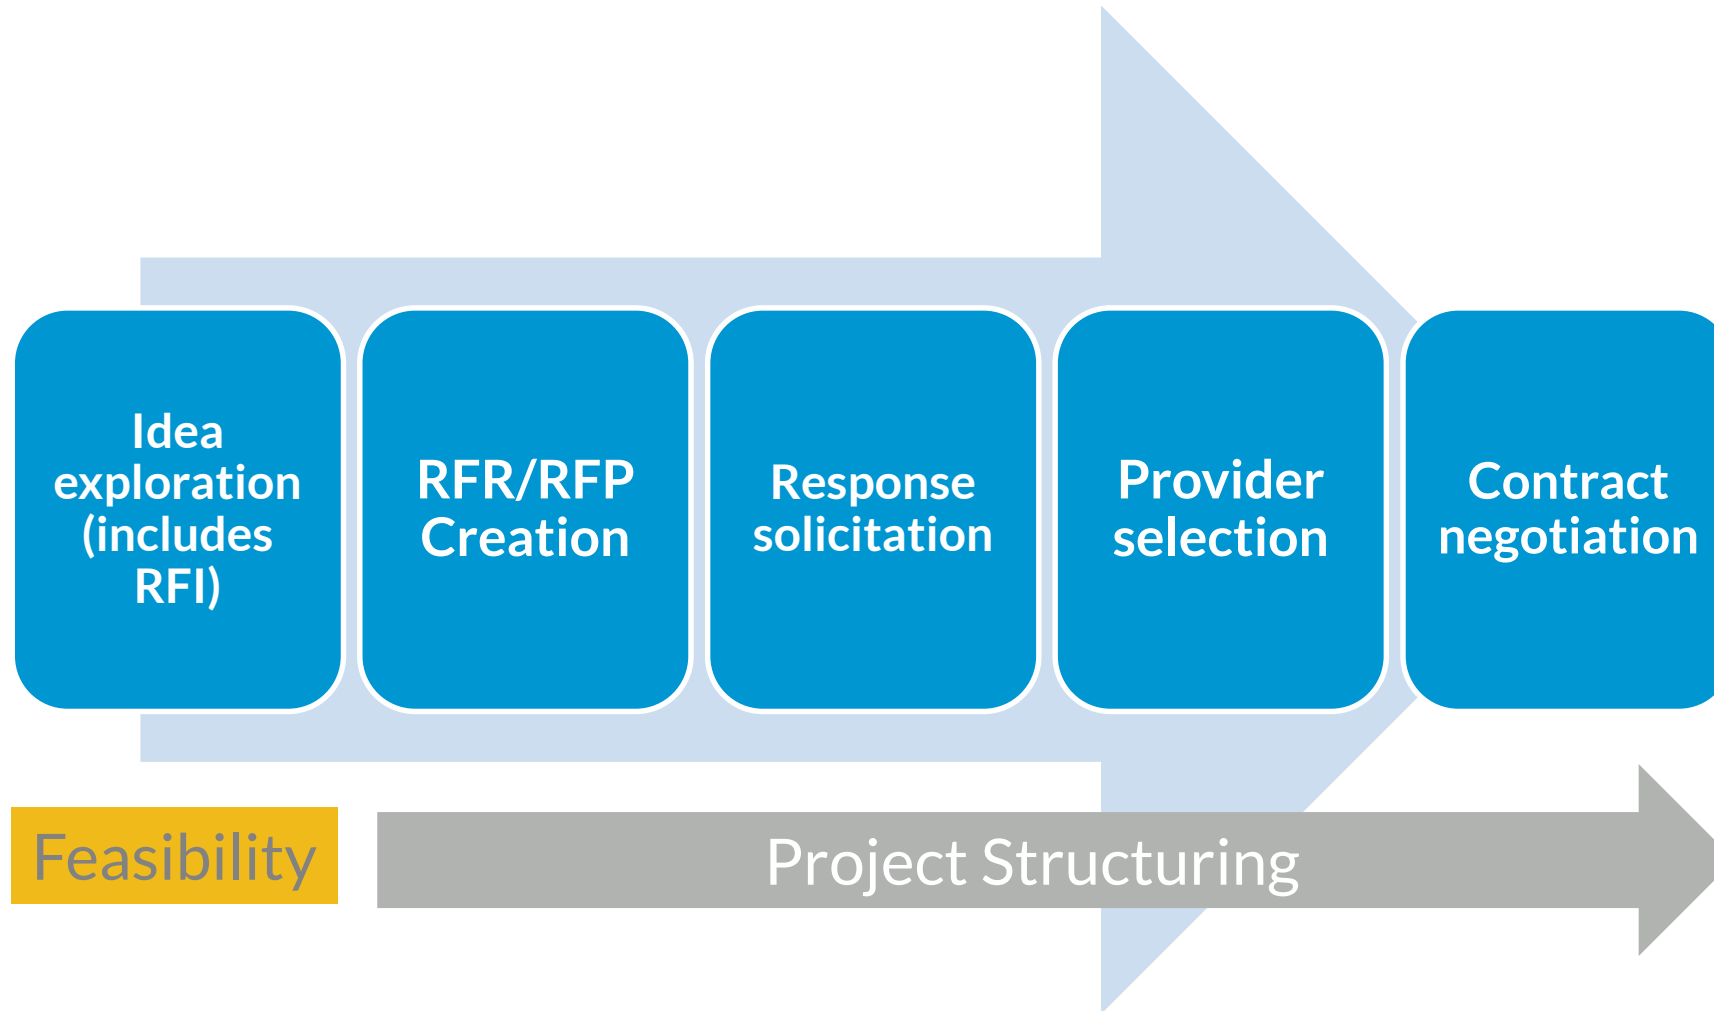 Idea
exploration
(includes
RFI)
RFR/RFP
Creation
Response
solicitation
Provider
selection
Contract
negotiation
Feasibility
Project Structuring